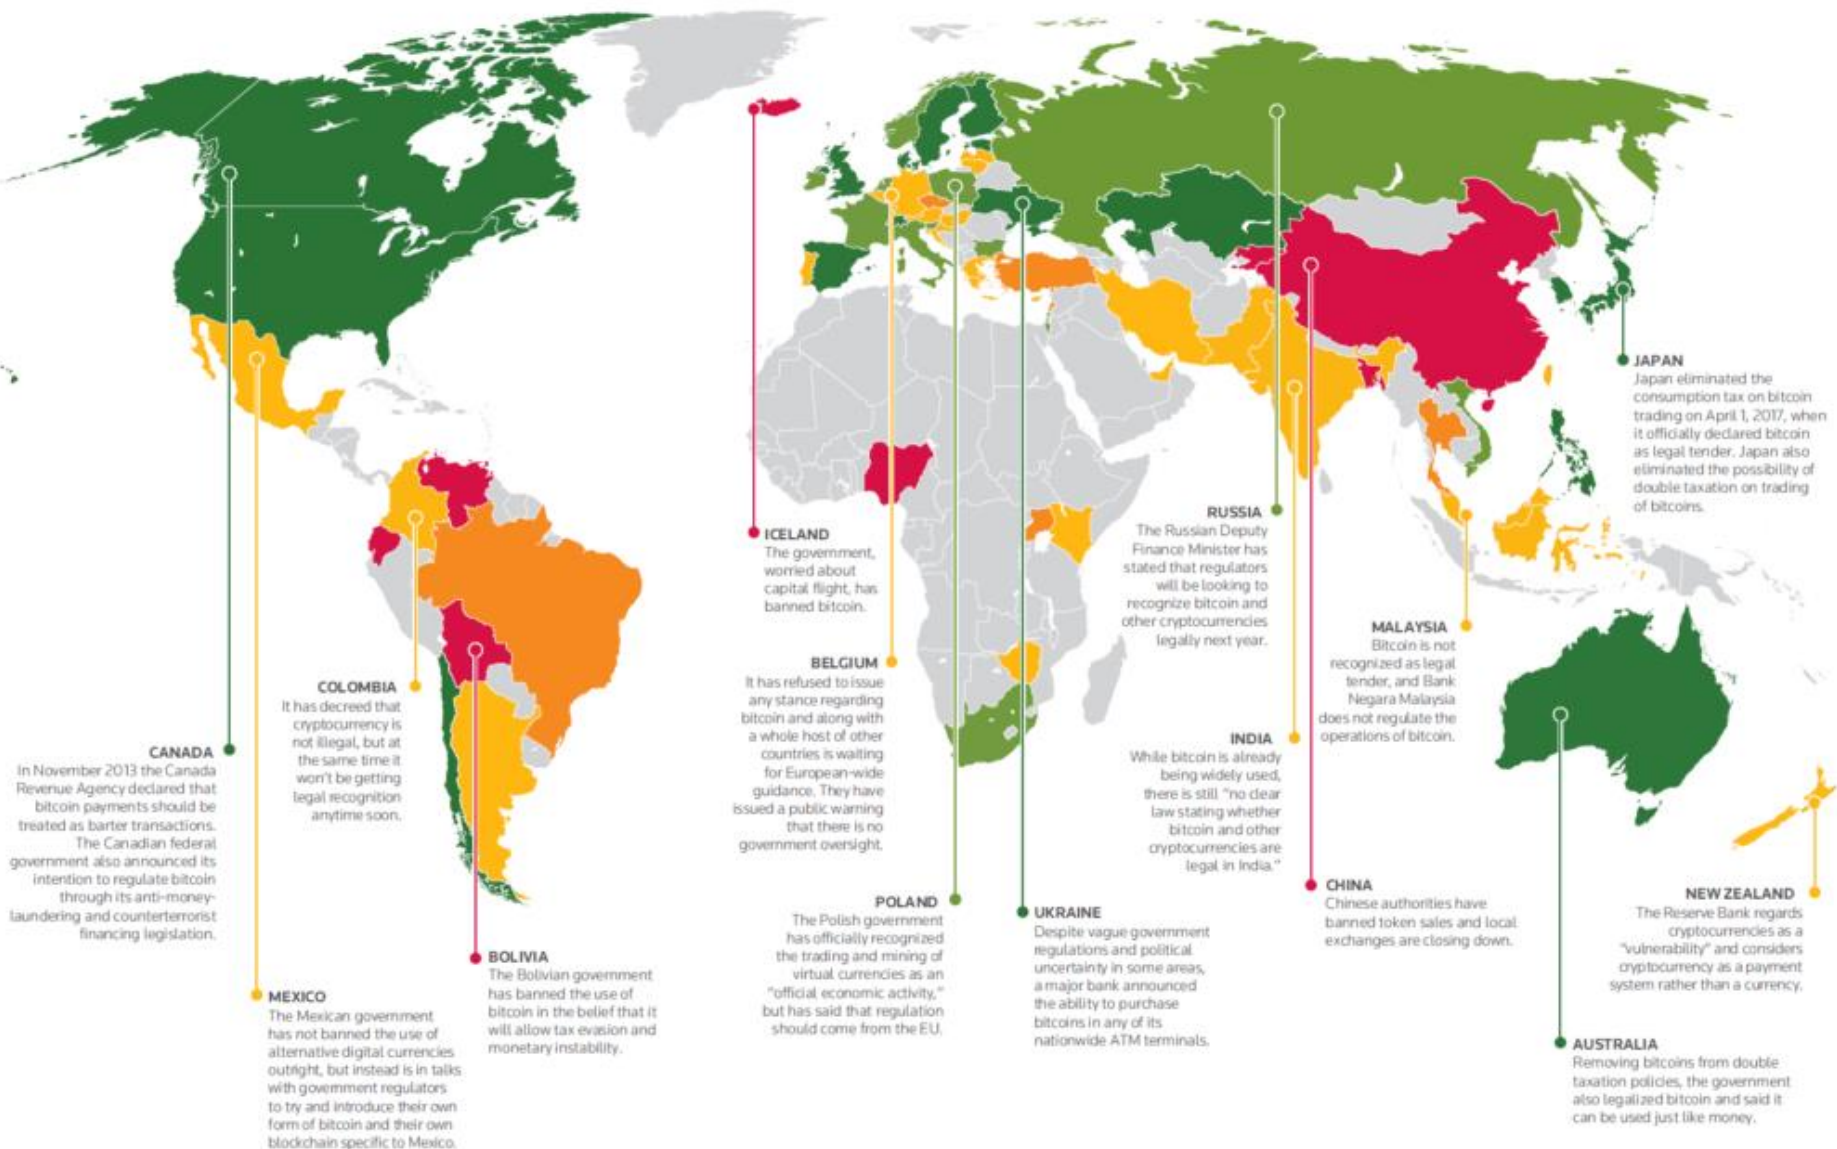 JAPAN
Japan eliminated the
consumption tax on bitcoin
trading on April 1, 2017, when
it officially declared bitcoin
as legal tender. Japan also
eliminated the possibility of
double taxation on trading
of bitcoins.
ICELAND
The government,
worried about
capital flight, has
banned bitcoin.
RUSSIA
The Russian Deputy
Finance Minister has
stated that regulators
will be looking to
recognize bitcoin and
other cryptocurrencies
legally next year.
MALAYSIA
Bitcoin is not
recognized as legal
tender, and Bank
Negara Malaysia
does not regulate the
operations of bitcoin.
BELGIUM
It has refused to issue
any stance regarding
bitcoin and along with
a whole host of other
countries is waiting
for European-wide
guidance. They have
issued a public warning
that there is no
government oversight.
COLOMBIA
It has decreed that
cryptocurrency is
not illegal, but at
the same time it
won't be getting
legal recognition
anytime soon.
INDIA
While bitcoin is already
being widely used,
there is still "no clear
law stating whether
bitcoin and other
cryptocurrencies are
legal in India."
CANADA
In November 2013 the Canada
Revenue Agency declared that
bitcoin payments should be
treated as barter transactions.
The Canadian federal
government also announced its
intention to regulate bitcoin
through its anti-money-
laundering and counterterrorist
financing legislation.
CHINA
Chinese authorities have
banned token sales and local
exchanges are closing down.
NEW ZEALAND
The Reserve Bank regards
cryptocurrencies as a
"vulnerability" and considers
cryptocurrency as a payment
system rather than a currency.
POLAND
The Polish government
has officially recognized
the trading and mining of
virtual currencies as an
"official economic activity,"
but has said that regulation
should come from the EU.
UKRAINE
Despite vague government
regulations and political
uncertainty in some areas,
a major bank announced
the ability to purchase
bitcoins in any of its
nationwide ATM terminals.
BOLIVIA
The Bolivian government
has banned the use of
bitcoin in the belief that it
will allow tax evasion and
monetary instability.
MEXICO
The Mexican government
has not banned the use of
alternative digital currencies
outright, but instead is in talks
with government regulators
to try and introduce their own
form of bitcoin and their own
blockchain specific to Mexico.
AUSTRALIA
Removing bitcoins from double
taxation policies, the government
also legalized bitcoin and said it
can be used just like money.